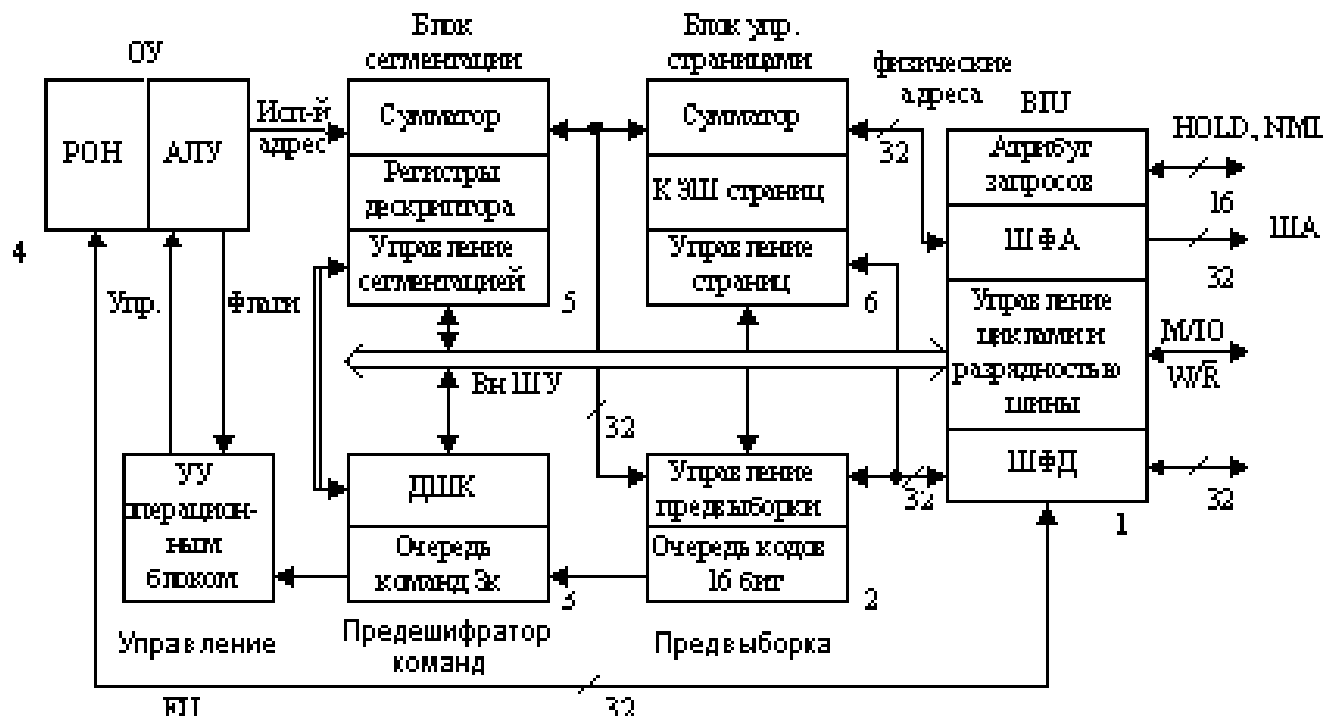 Блок
сегментации
Блок упр.
страницами
ОУ
физические
адреса
BIU
РОН
АЛУ
Исп-й
адрес
Сумматор
Регистры
дескриптора
Управление
сегментацией
5
Сумматор
КЭШ страниц
Управление
страниц
6
32
Атрибут
запросов
ШФА
Управление
циклами и
разрядностью
шины
ШФД
1
HOLD, NMI
16
ША
32
M/IO
W/R
32
4
Упр.
Флаги
Вн ШУ
32
УУ
операцион-
ным
блоком
ДШК
Очередь
команд 3к
3
Управление
предвыборки
Очередь кодов
16 бит
2
32
Управление
Предешифратор
команд
Предвыборка
EU
32